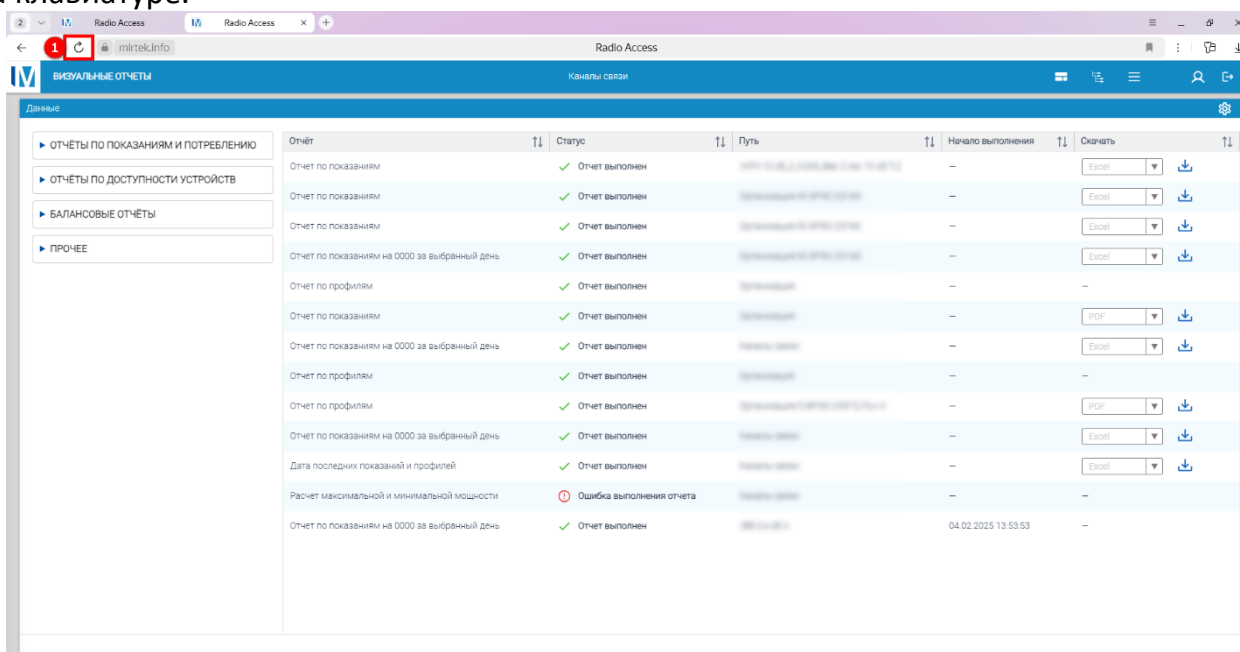 клавиатуре.
2 Radio Access Radio Access
1 mirtek.info Radio Access
ВИЗУАЛЬНЫЕ ОТЧЕТЫ Каналы связи
Данные
ОТЧЁТЫ ПО ПОКАЗАНИЯМ И ПОТРЕБЛЕНИЮ
ОТЧЁТЫ ПО ДОСТУПНОСТИ УСТРОЙСТВ
БАЛАНСОВЫЕ ОТЧЁТЫ
ПРОЧЕЕ
Отчёт Статус Путь Начало выполнения Скачать
Отчет по показаниям Отчет выполнен – Excel
Отчет по показаниям Отчет выполнен – Excel
Отчет по показаниям Отчет выполнен – Excel
Отчет по показаниям на 0000 за выбранный день Отчет выполнен – Excel
Отчет по профилям Отчет выполнен – –
Отчет по показаниям Отчет выполнен – PDF
Отчет по показаниям на 0000 за выбранный день Отчет выполнен – Excel
Отчет по профилям Отчет выполнен – –
Отчет по профилям Отчет выполнен – PDF
Отчет по показаниям на 0000 за выбранный день Отчет выполнен – Excel
Дата последних показаний и профилей Отчет выполнен – Excel
Расчет максимальной и минимальной мощности Ошибка выполнения отчета – –
Отчет по показаниям на 0000 за выбранный день Отчет выполнен 04.02.2025 13:53:53 –